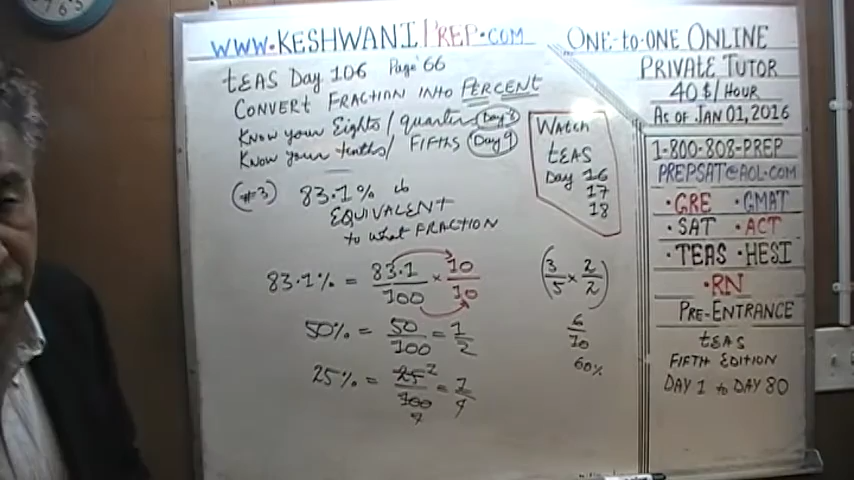 WWW.KESHWANIPREP.COM
TEAS Day 106 Page 66
CONVERT FRACTION INTO PERCENT
Know your Eights/quarters Day 8
Know your tenths/ FIFTHS Day 9
(#3) 83.1% is
EQUIVALENT
to what FRACTION
83.1% = 83.1/100 × 10/10
50% = 50/100 = 1/2
25% = 25/100 = 1/4
WATCH
TEAS
Day 16
17
18
(3/5 × 2/2)
6/10
60%
ONE-to-ONE ONLINE
PRIVATE TUTOR
40$/HOUR
AS OF JAN 01, 2016
1-800-808-PREP
PREPSAT@AOL.COM
•GRE •GMAT
•SAT •ACT
•TEAS •HESI
•RN
PRE-ENTRANCE
TEAS
FIFTH EDITION
DAY 1 to DAY 80